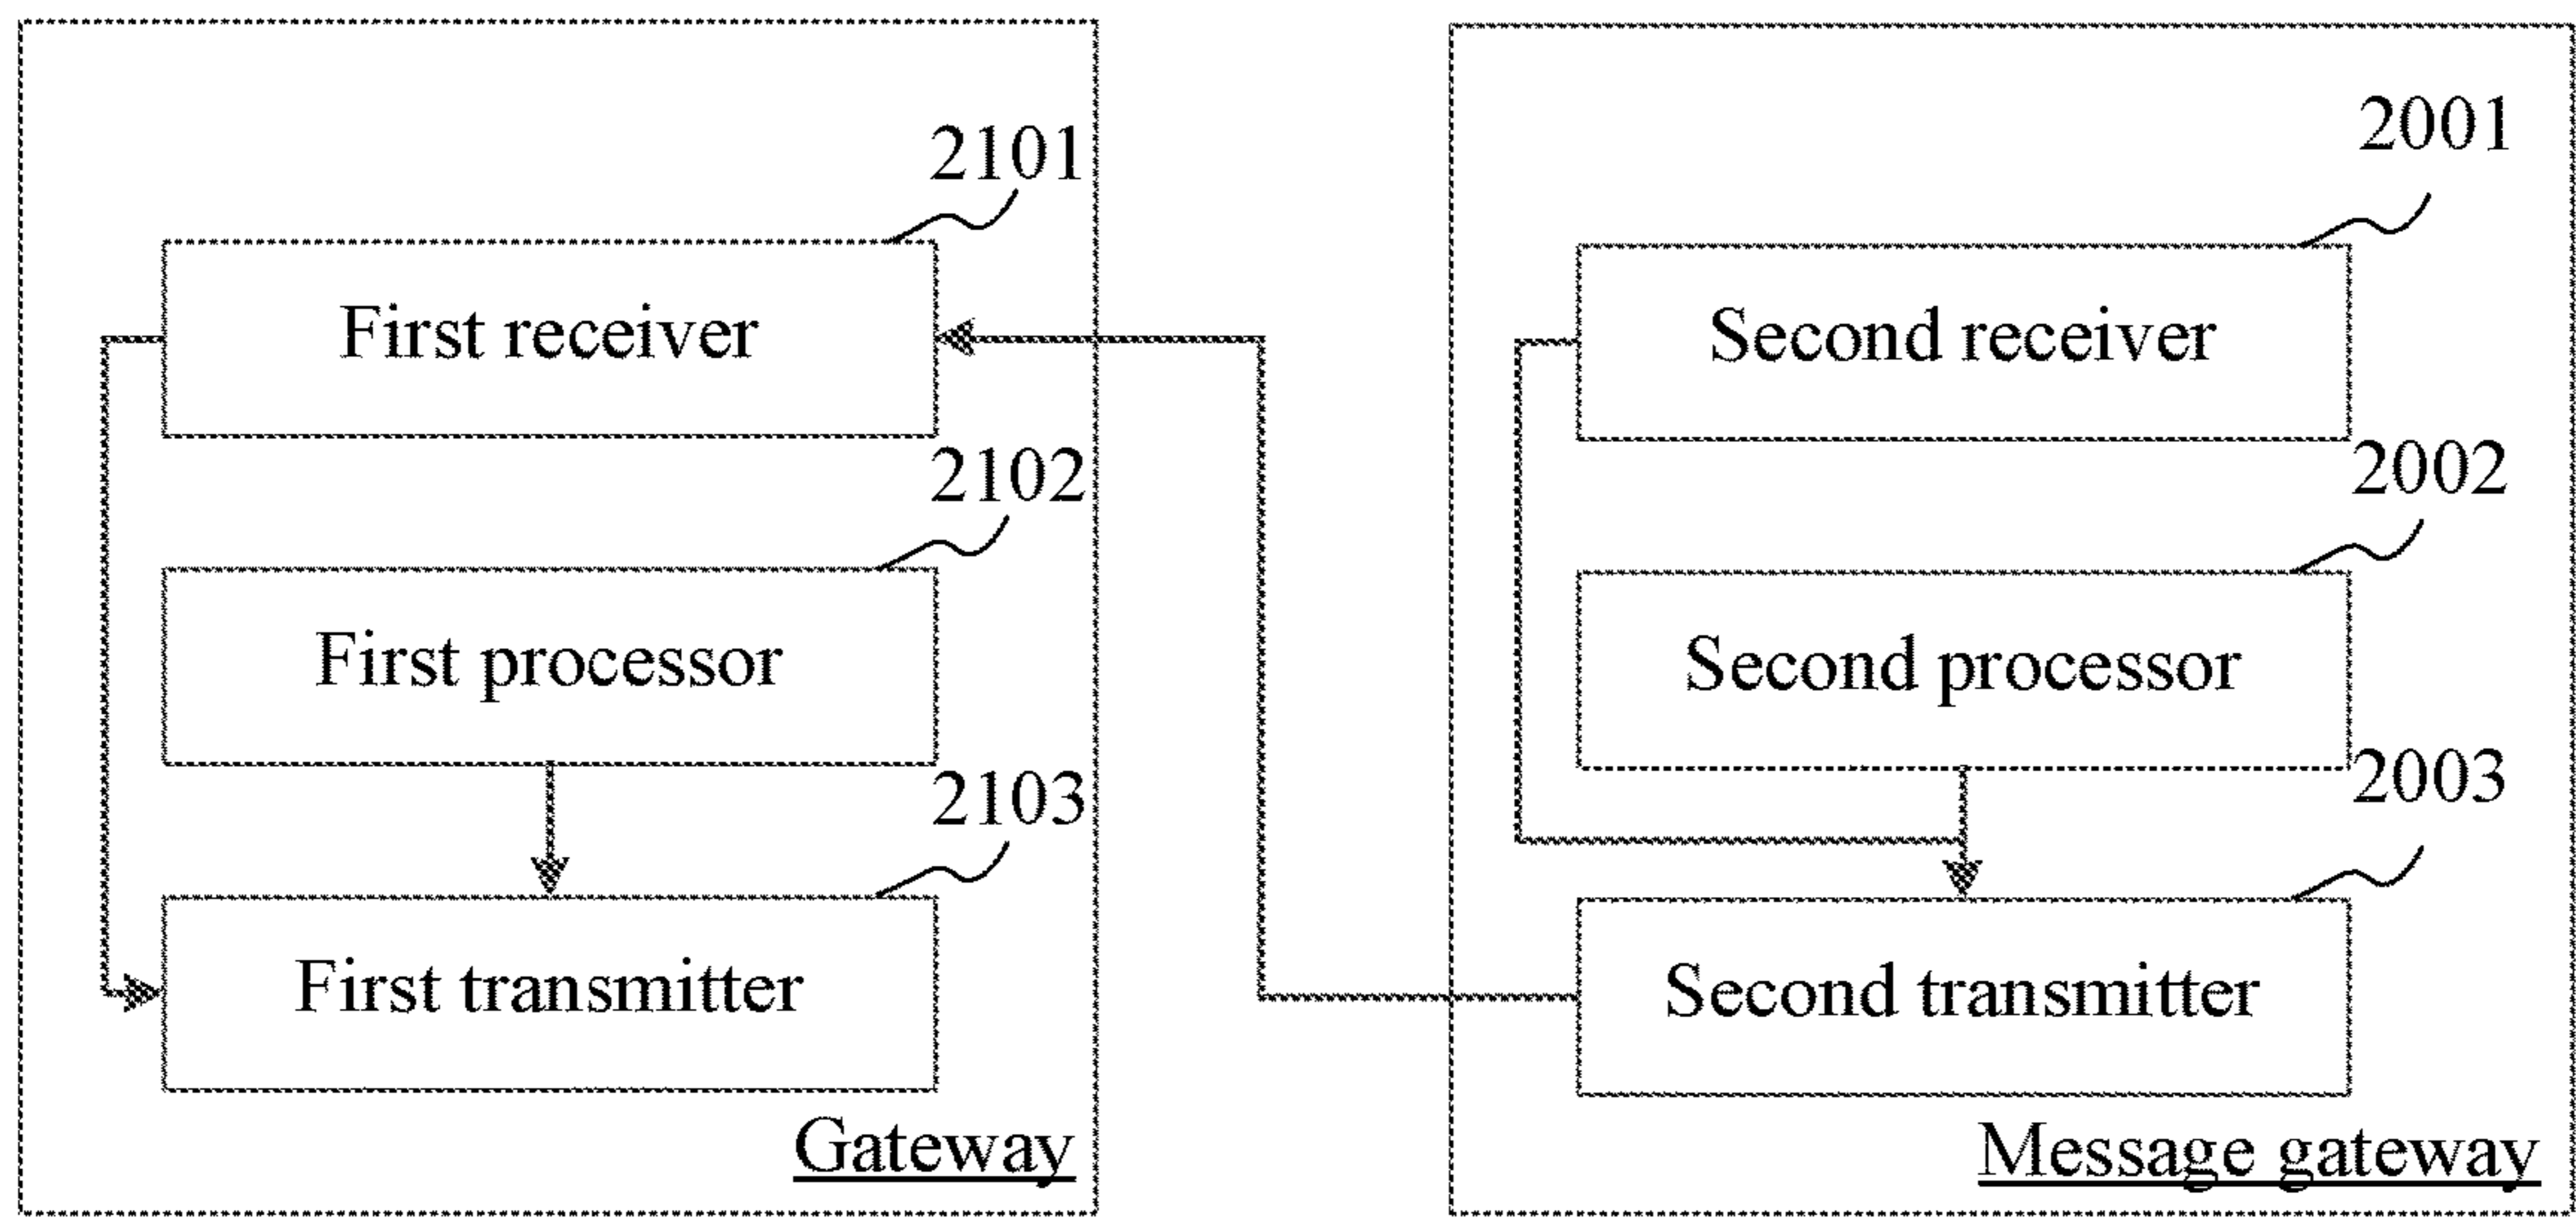 2101
First receiver
2102
First processor
2103
First transmitter
Gateway
2001
Second receiver
2002
Second processor
2003
Second transmitter
Message gateway